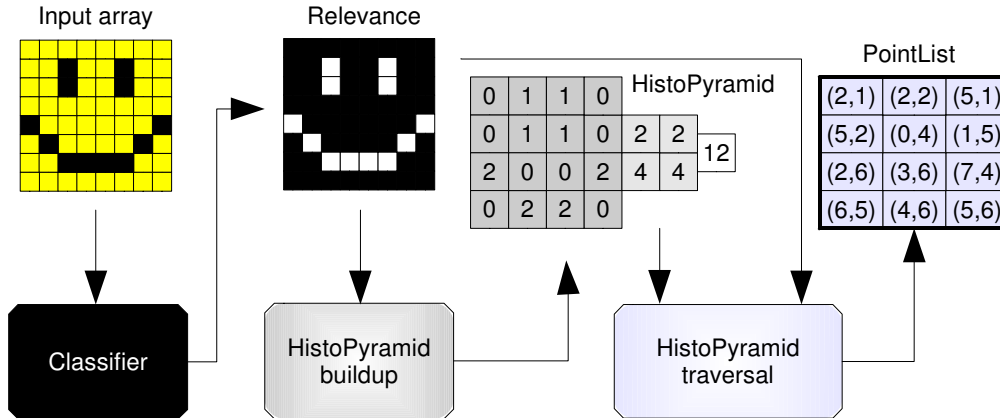 Input array
Relevance
HistoPyramid
PointList
0 1 1 0
0 1 1 0 2 2
12
2 0 0 2 4 4
0 2 2 0
(2,1) (2,2) (5,1)
(5,2) (0,4) (1,5)
(2,6) (3,6) (7,4)
(6,5) (4,6) (5,6)
Classifier
HistoPyramid
buildup
HistoPyramid
traversal